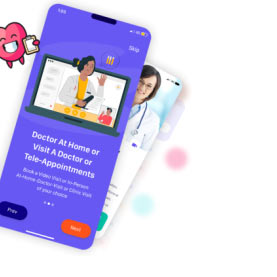 Skip
Doctor At Home or
Visit A Doctor or
Tele-Appointments
Book a Video Visit or In-Person
At-Home-Doctor-Visit or Clinic Visit
of your choice
Prev
Next